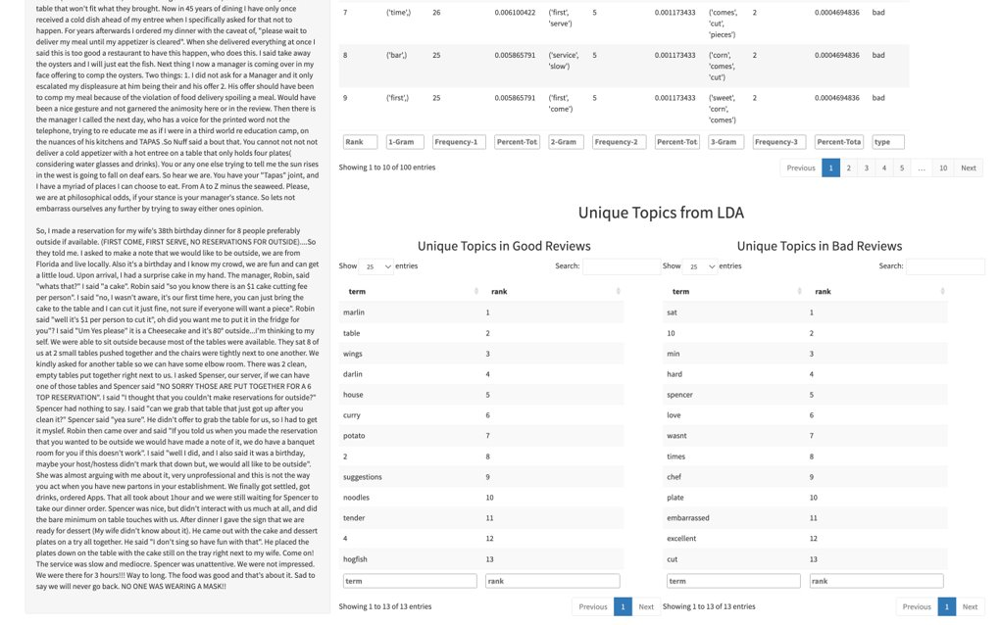 table that won't fit what they brought. Now in 45 years of dining I have only once
received a cold dish ahead of my entree when I specifically asked for that not to
happen. For years afterwards I ordered my dinner with the caveat of, "please wait to
deliver my meal until my appetizer is cleared". When she delivered everything at once I
said this is too good a restaurant to have this happen, who does this. I said take away
the oysters and I will just eat the fish. Next thing I now a manager is coming over in my
face offering to comp the oysters. Two things: 1. I did not ask for a Manager and it only
escalated my displeasure at him being their and his offer 2. His offer should have been
to comp my meal because of the violation of food delivery spoiling a meal. Would have
been a nice gesture and not garnered the animosity here or in the review. Then there is
the manager I called the next day, who has a voice for the printed word not the
telephone, trying to re educate me as if I were in a third world re education camp, on
the nuances of his kitchens and TAPAS .So Nuff said a bout that. You cannot not not not
deliver a cold appetizer with a hot entree on a table that only holds four plates(
considering water glasses and drinks). You or any one else trying to tell me the sun rises
in the west is going to fall on deaf ears. So hear we are. You have your "Tapas" joint, and
I have a myriad of places I can choose to eat. From A to Z minus the seaweed. Please,
we are at philosophical odds, if your stance is your manager's stance. So lets not
embarrass ourselves any further by trying to sway either ones opinion.
So, I made a reservation for my wife's 38th birthday dinner for 8 people preferably
outside if available. (FIRST COME, FIRST SERVE, NO RESERVATIONS FOR OUTSIDE)....So
they told me. I asked to make a note that we would like to be outside, we are from
Florida and live locally. Also it's a birthday and I know my crowd, we are fun and can get
a little loud. Upon arrival, I had a surprise cake in my hand. The manager, Robin, said
"whats that?" I said "a cake". Robin said "so you know there is an $1 cake cutting fee
per person". I said "no, I wasn't aware, it's our first time here, you can just bring the
cake to the table and I can cut it just fine, not sure if everyone will want a piece". Robin
said "well it's $1 per person to cut it", oh did you want me to put it in the fridge for
you"? I said "Um Yes please" it is a Cheesecake and it's 80° outside...I'm thinking to my
self. We were able to sit outside because most of the tables were available. They sat 8 of
us at 2 small tables pushed together and the chairs were tightly next to one another. We
kindly asked for another table so we can have some elbow room. There was 2 clean,
empty tables put together right next to us. I asked Spenser, our server, if we can have
one of those tables and Spencer said "NO SORRY THOSE ARE PUT TOGETHER FOR A 6
TOP RESERVATION". I said "I thought that you couldn't make reservations for outside?"
Spencer had nothing to say. I said "can we grab that table that just got up after you
clean it?" Spencer said "yea sure". He didn't offer to grab the table for us, so I had to get
it myslef. Robin then came over and said "If you told us when you made the reservation
that you wanted to be outside we would have made a note of it, we do have a banquet
room for you if this doesn't work". I said "well I did, and I also said it was a birthday,
maybe your host/hostess didn't mark that down but, we would all like to be outside".
She was almost arguing with me about it, very unprofessional and this is not the way
you act when you have new partons in your establishment. We finally got settled, got
drinks, ordered Apps. That all took about 1hour and we were still waiting for Spencer to
take our dinner order. Spencer was nice, but didn't interact with us much at all, and did
the bare minimum on table touches with us. After dinner I gave the sign that we are
ready for dessert (My wife didn't know about it). He came out with the cake and dessert
plates on a try all together. He said "I don't sing so have fun with that". He placed the
plates down on the table with the cake still on the tray right next to my wife. Come on!
The service was slow and mediocre. Spencer was unattentive. We were not impressed.
We were there for 3 hours!!! Way to long. The food was good and that's about it. Sad to
say we will never go back. NO ONE WAS WEARING A MASK!!
7 ('time',) 26 0.006100422 ('first', 5 0.001173433 ('comes', 2 0.0004694836 bad
'serve') 'cut',
'pieces')
8 ('bar',) 25 0.005865791 ('service', 5 0.001173433 ('corn', 2 0.0004694836 bad
'slow') 'comes',
'cut')
9 ('first',) 25 0.005865791 ('first', 5 0.001173433 ('sweet', 2 0.0004694836 bad
'come') 'corn',
'comes')
Rank 1-Gram Frequency-1 Percent-Tot 2-Gram Frequency-2 Percent-Tot 3-Gram Frequency-3 Percent-Tota type
Showing 1 to 10 of 100 entries Previous 1 2 3 4 5 … 10 Next
Unique Topics from LDA
Unique Topics in Good Reviews
Show 25 entries Search:
term rank
marlin 1
table 2
wings 3
darlin 4
house 5
curry 6
potato 7
2 8
suggestions 9
noodles 10
tender 11
4 12
hogfish 13
term rank
Showing 1 to 13 of 13 entries Previous 1 Next
Unique Topics in Bad Reviews
Show 25 entries Search:
term rank
sat 1
10 2
min 3
hard 4
spencer 5
love 6
wasnt 7
times 8
chef 9
plate 10
embarrassed 11
excellent 12
cut 13
term rank
Showing 1 to 13 of 13 entries Previous 1 Next